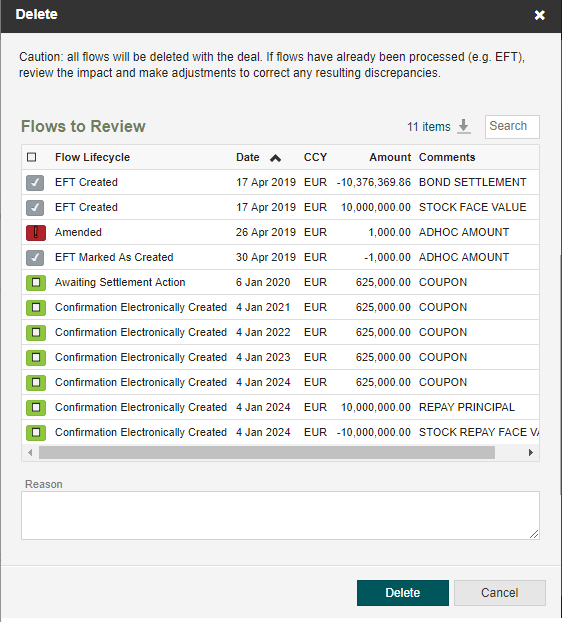 Delete
Caution: all flows will be deleted with the deal. If flows have already been processed (e.g. EFT),
review the impact and make adjustments to correct any resulting discrepancies.
Flows to Review 11 items Search
Flow Lifecycle Date CCY Amount Comments
EFT Created 17 Apr 2019 EUR -10,376,369.86 BOND SETTLEMENT
EFT Created 17 Apr 2019 EUR 10,000,000.00 STOCK FACE VALUE
Amended 26 Apr 2019 EUR 1,000.00 ADHOC AMOUNT
EFT Marked As Created 30 Apr 2019 EUR -1,000.00 ADHOC AMOUNT
Awaiting Settlement Action 6 Jan 2020 EUR 625,000.00 COUPON
Confirmation Electronically Created 4 Jan 2021 EUR 625,000.00 COUPON
Confirmation Electronically Created 4 Jan 2022 EUR 625,000.00 COUPON
Confirmation Electronically Created 4 Jan 2023 EUR 625,000.00 COUPON
Confirmation Electronically Created 4 Jan 2024 EUR 625,000.00 COUPON
Confirmation Electronically Created 4 Jan 2024 EUR 10,000,000.00 REPAY PRINCIPAL
Confirmation Electronically Created 4 Jan 2024 EUR -10,000,000.00 STOCK REPAY FACE
Reason
Delete Cancel